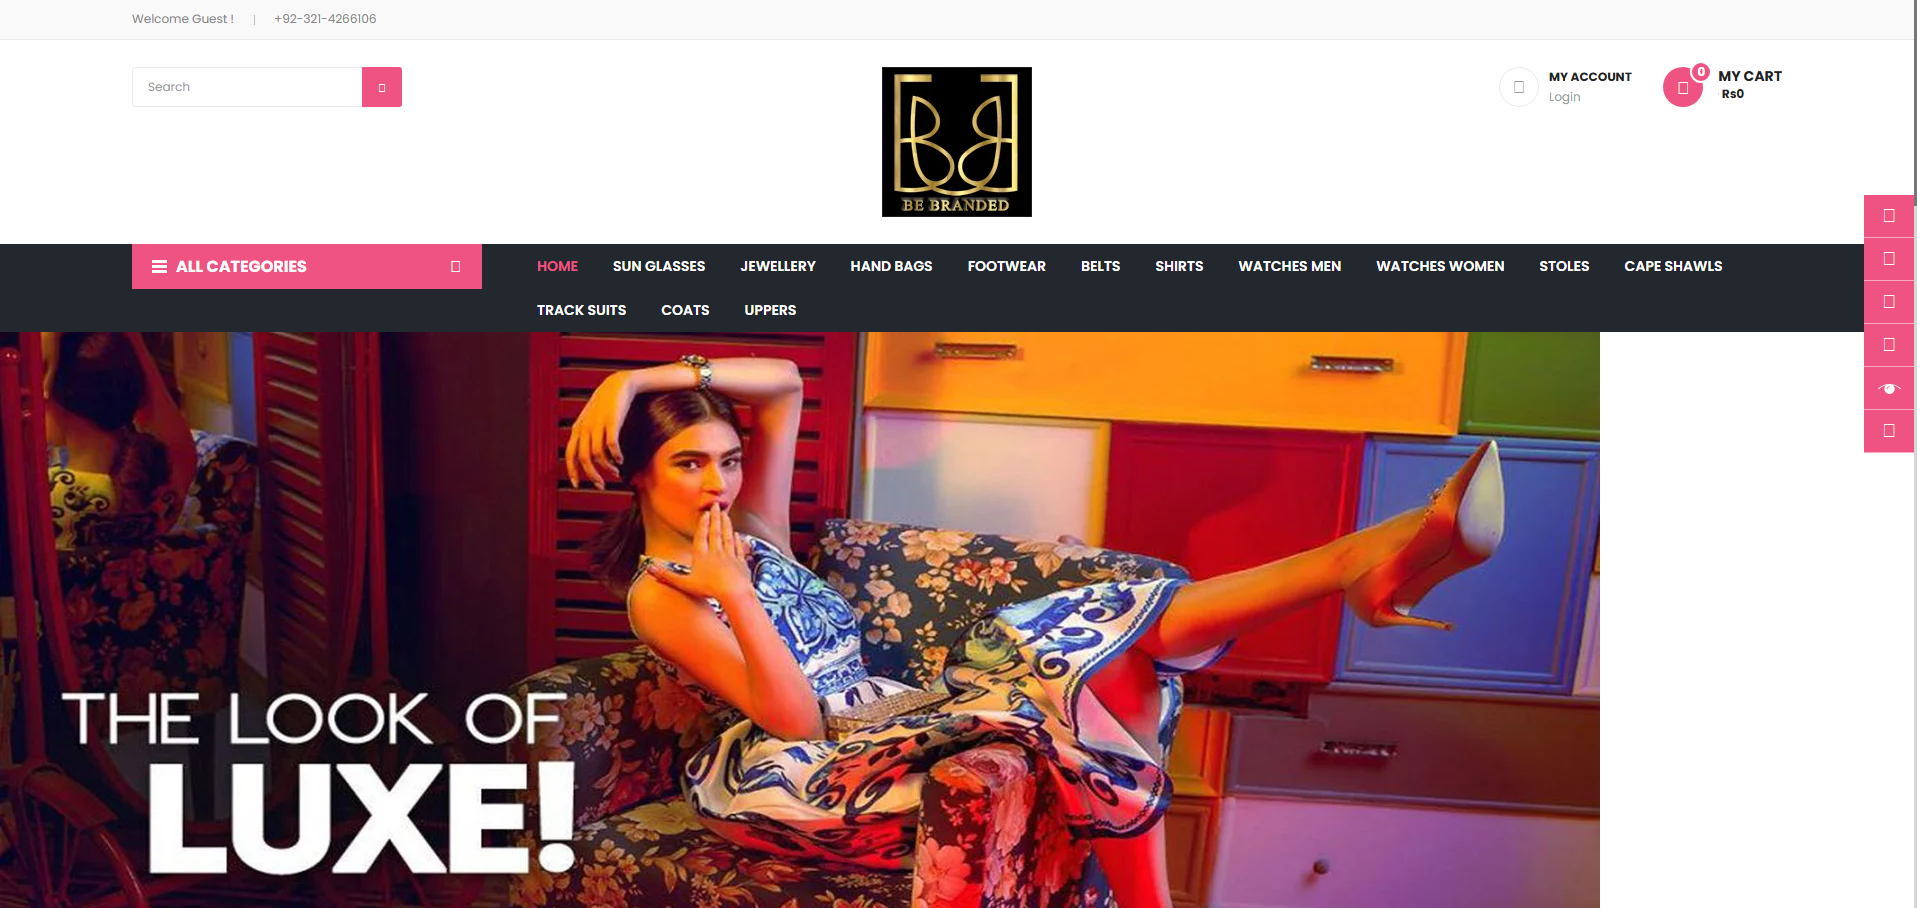 Welcome Guest !
|
+92-321-4266106
Search
BE BRANDED
MY ACCOUNT
Login
0
MY CART
Rs0
ALL CATEGORIES
HOME SUN GLASSES JEWELLERY HAND BAGS FOOTWEAR BELTS SHIRTS WATCHES MEN WATCHES WOMEN STOLES CAPE SHAWLS
TRACK SUITS COATS UPPERS
THE LOOK OF
LUXE!